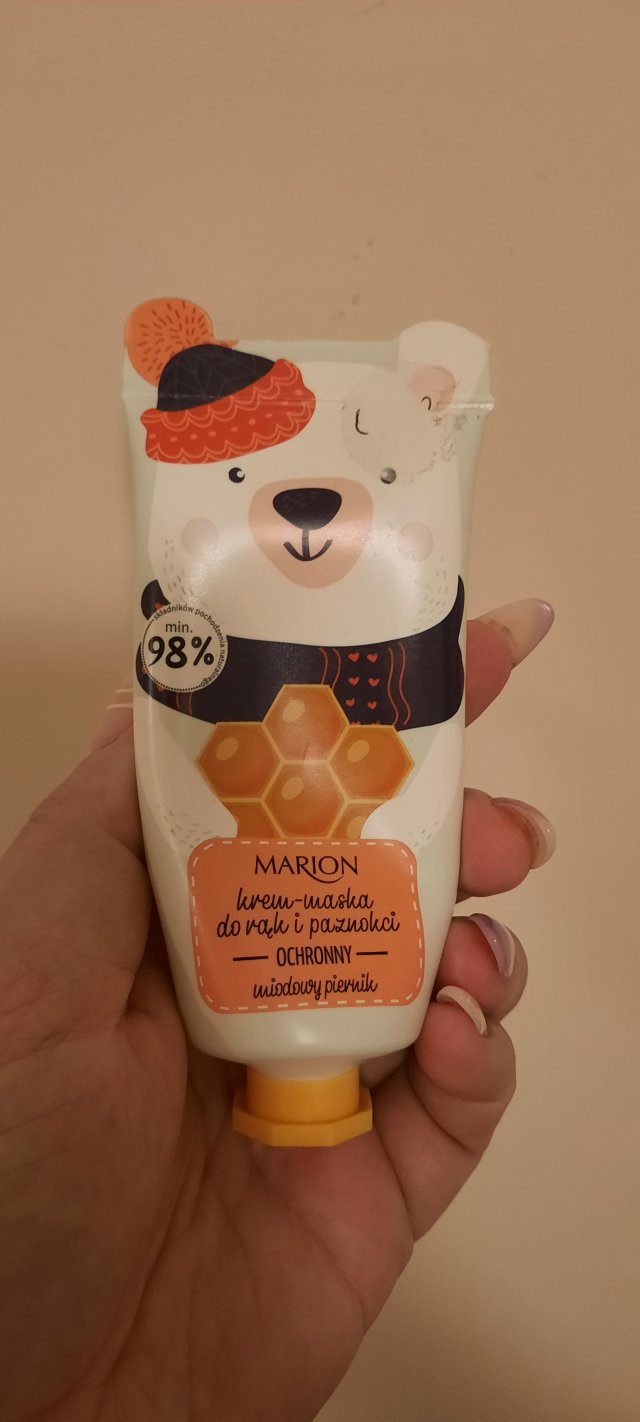 składników pochodzenia naturalnego
min.
98%
MARION
krem-maska
do rąk i paznokci
OCHRONNY
miodowy piernik